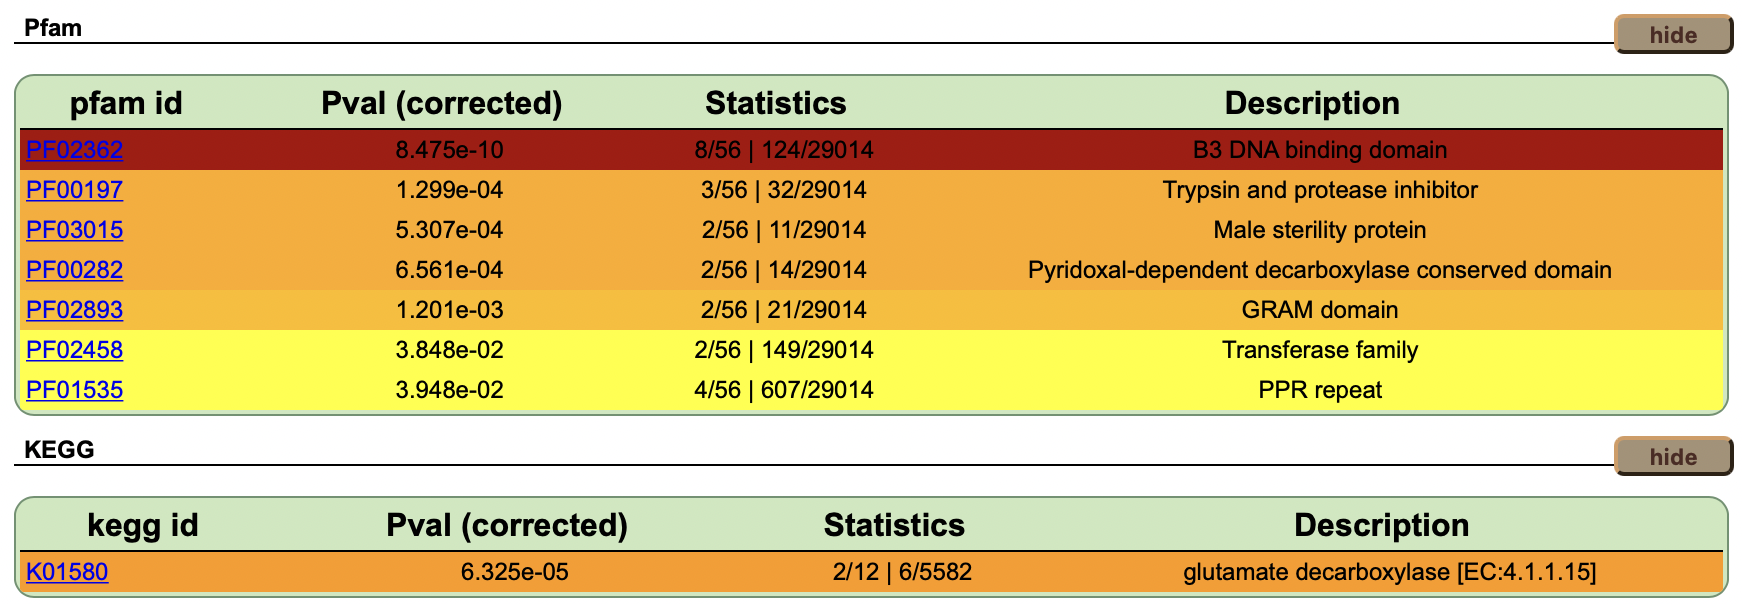 Pfam
hide
pfam id Pval (corrected) Statistics Description
PF02362 8.475e-10 8/56 | 124/29014 B3 DNA binding domain
PF00197 1.299e-04 3/56 | 32/29014 Trypsin and protease inhibitor
PF03015 5.307e-04 2/56 | 11/29014 Male sterility protein
PF00282 6.561e-04 2/56 | 14/29014 Pyridoxal-dependent decarboxylase conserved domain
PF02893 1.201e-03 2/56 | 21/29014 GRAM domain
PF02458 3.848e-02 2/56 | 149/29014 Transferase family
PF01535 3.948e-02 4/56 | 607/29014 PPR repeat
KEGG
hide
kegg id Pval (corrected) Statistics Description
K01580 6.325e-05 2/12 | 6/5582 glutamate decarboxylase [EC:4.1.1.15]